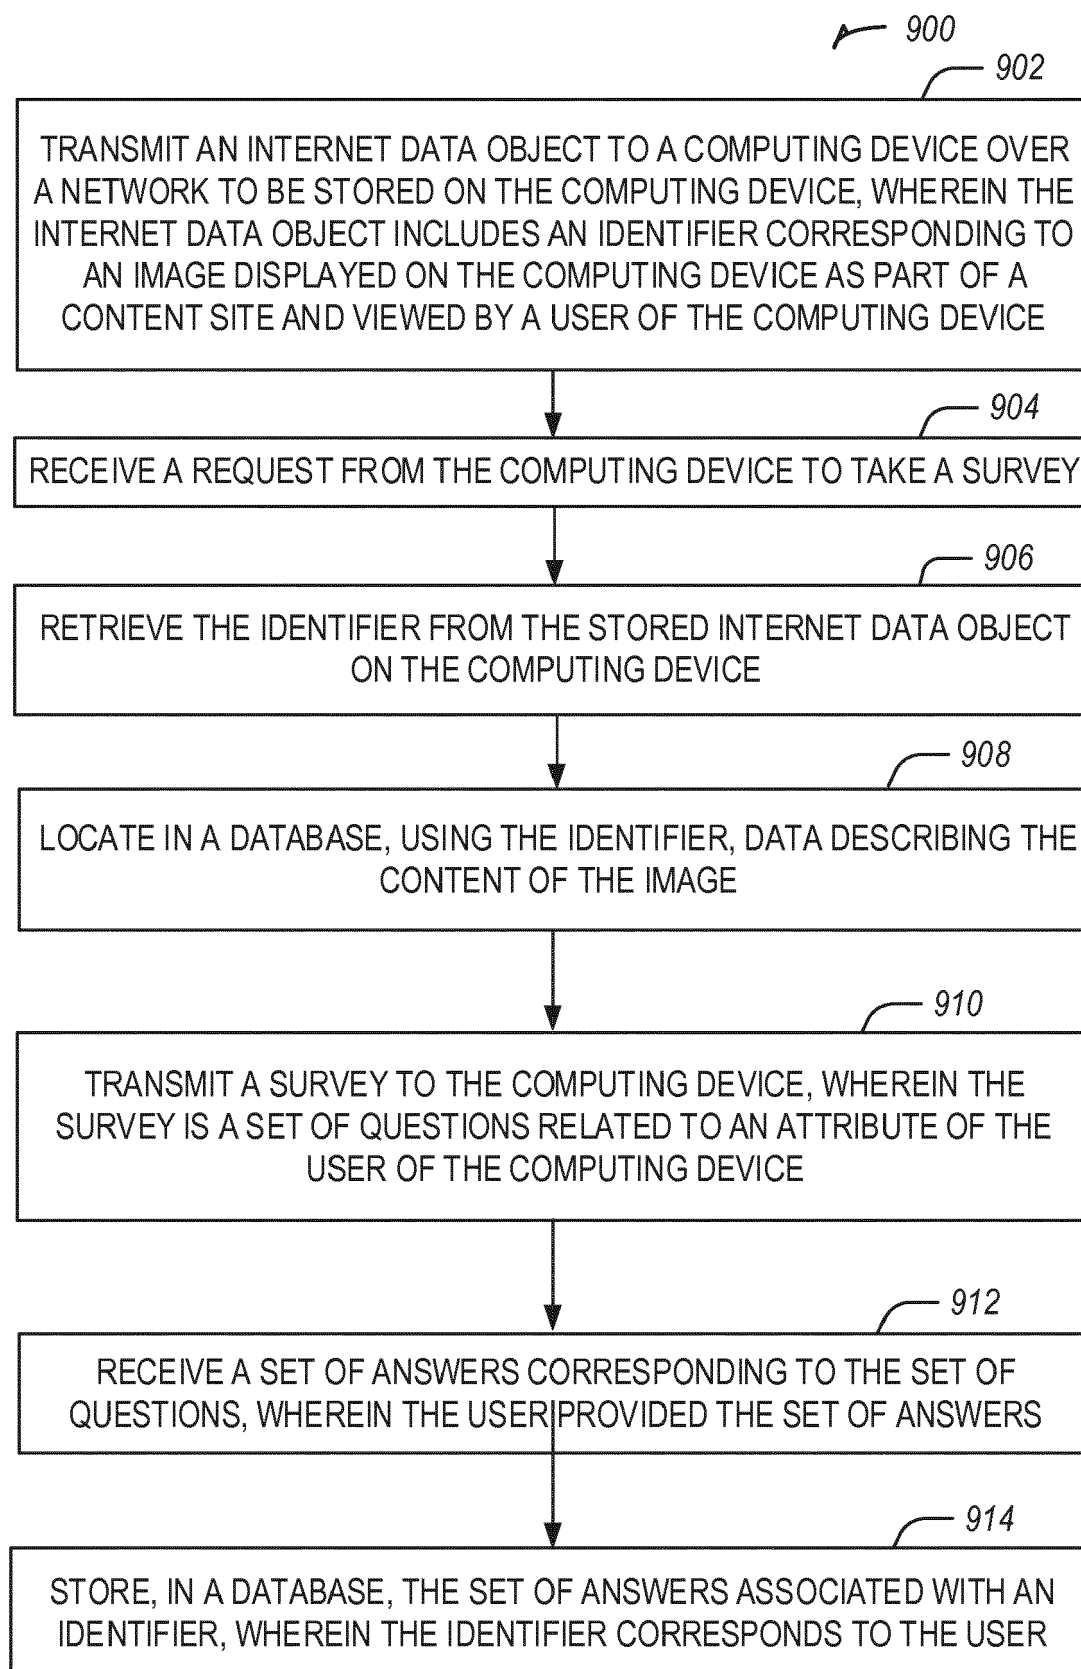 900
902
TRANSMIT AN INTERNET DATA OBJECT TO A COMPUTING DEVICE OVER
A NETWORK TO BE STORED ON THE COMPUTING DEVICE, WHEREIN THE
INTERNET DATA OBJECT INCLUDES AN IDENTIFIER CORRESPONDING TO
AN IMAGE DISPLAYED ON THE COMPUTING DEVICE AS PART OF A
CONTENT SITE AND VIEWED BY A USER OF THE COMPUTING DEVICE
904
RECEIVE A REQUEST FROM THE COMPUTING DEVICE TO TAKE A SURVEY
906
RETRIEVE THE IDENTIFIER FROM THE STORED INTERNET DATA OBJECT
ON THE COMPUTING DEVICE
908
LOCATE IN A DATABASE, USING THE IDENTIFIER, DATA DESCRIBING THE
CONTENT OF THE IMAGE
910
TRANSMIT A SURVEY TO THE COMPUTING DEVICE, WHEREIN THE
SURVEY IS A SET OF QUESTIONS RELATED TO AN ATTRIBUTE OF THE
USER OF THE COMPUTING DEVICE
912
RECEIVE A SET OF ANSWERS CORRESPONDING TO THE SET OF
QUESTIONS, WHEREIN THE USER PROVIDED THE SET OF ANSWERS
914
STORE, IN A DATABASE, THE SET OF ANSWERS ASSOCIATED WITH AN
IDENTIFIER, WHEREIN THE IDENTIFIER CORRESPONDS TO THE USER